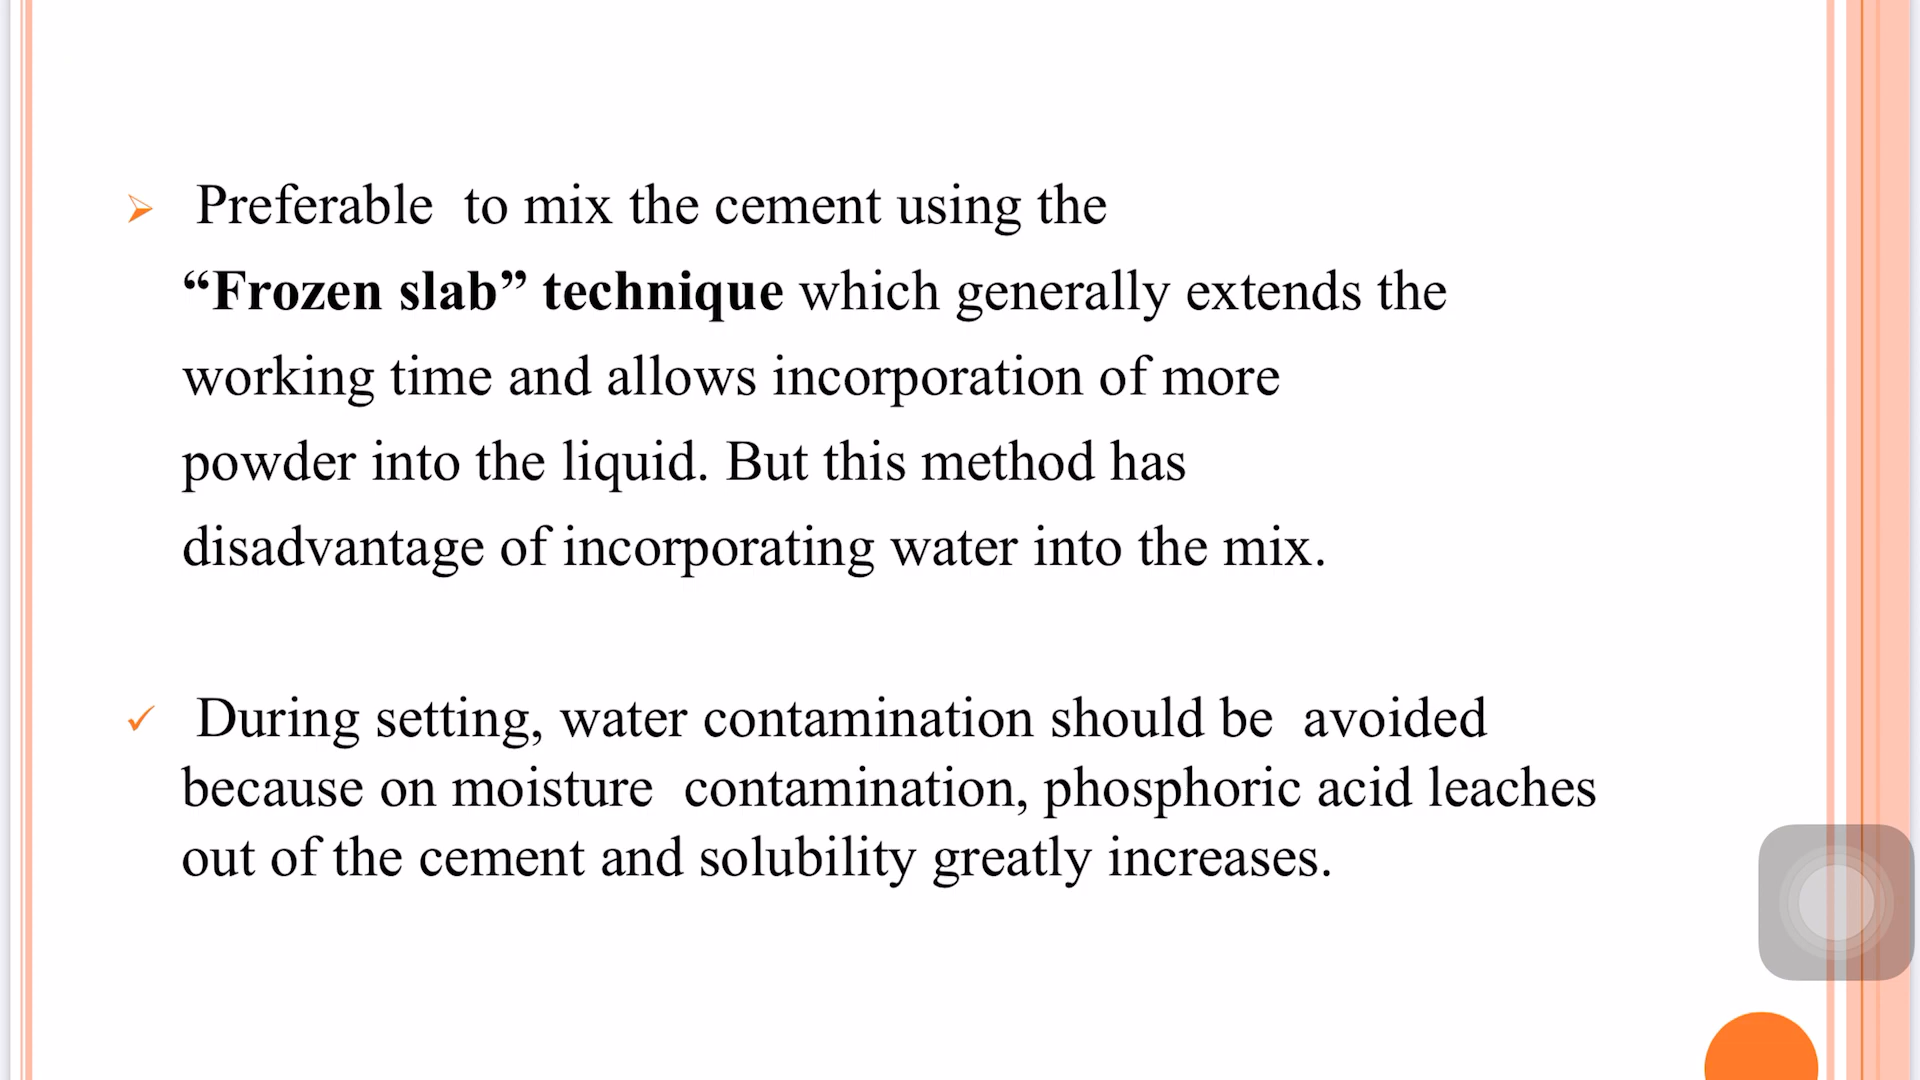 Preferable to mix the cement using the
“Frozen slab” technique which generally extends the
working time and allows incorporation of more
powder into the liquid. But this method has
disadvantage of incorporating water into the mix.
During setting, water contamination should be avoided
because on moisture contamination, phosphoric acid leaches
out of the cement and solubility greatly increases.